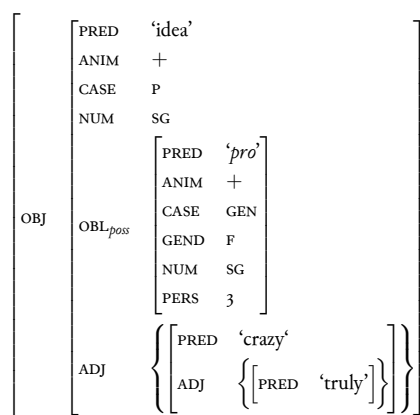 PRED ‘idea’
ANIM +
CASE P
NUM SG
OBJ OBLposs PRED ‘pro’
ANIM +
CASE GEN
GEND F
NUM SG
PERS 3
ADJ { PRED ‘crazy‘
ADJ { [PRED ‘truly’] } }